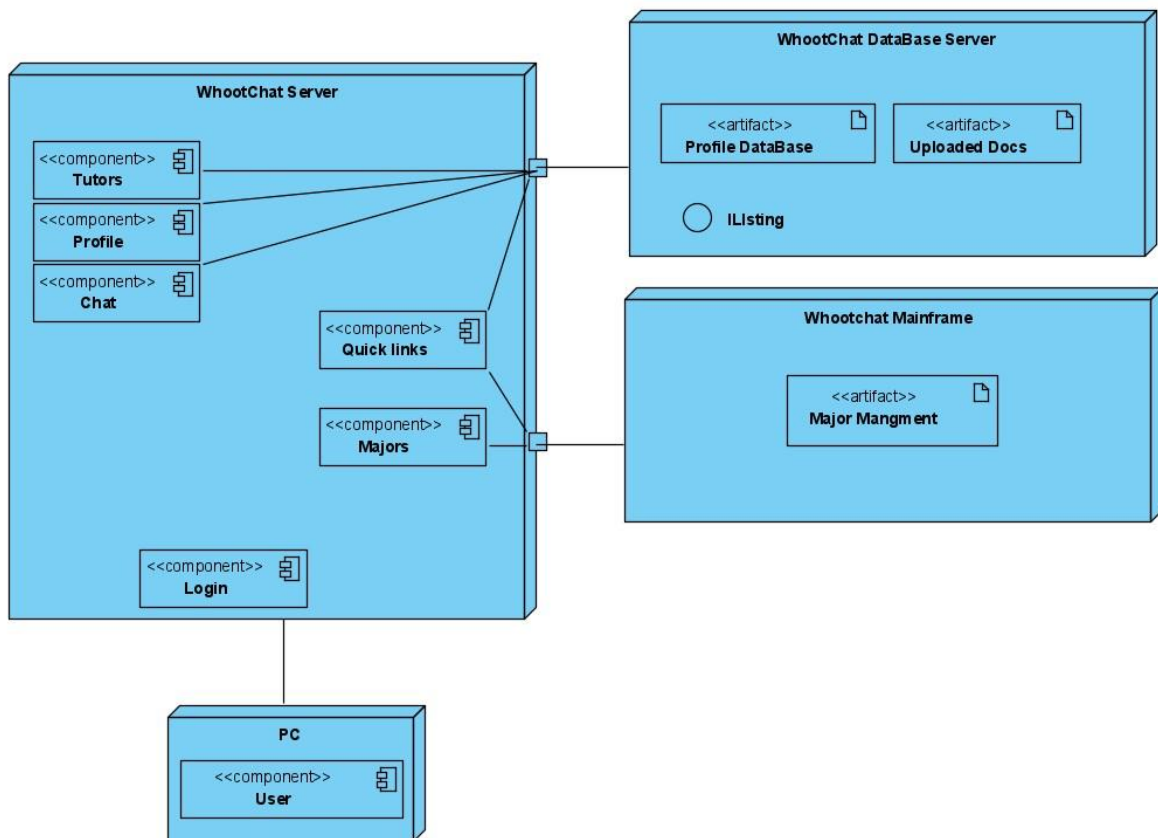 WhootChat Server
<<component>>
Tutors
<<component>>
Profile
<<component>>
Chat
<<component>>
Quick links
<<component>>
Majors
<<component>>
Login
WhootChat DataBase Server
<<artifact>>
Profile DataBase
<<artifact>>
Uploaded Docs
IListing
Whootchat Mainframe
<<artifact>>
Major Mangment
PC
<<component>>
User